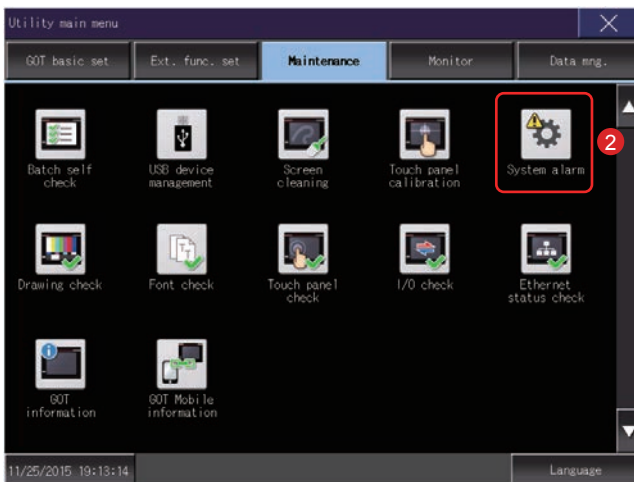 Utility main menu
GOT basic set Ext. func. set Maintenance Monitor Data mng.
Batch self check
USB device management
Screen cleaning
Touch panel calibration
System alarm
2
Drawing check
Font check
Touch panel check
I/O check
Ethernet status check
GOT information
GOT Mobile information
11/25/2015 19:13:14
Language